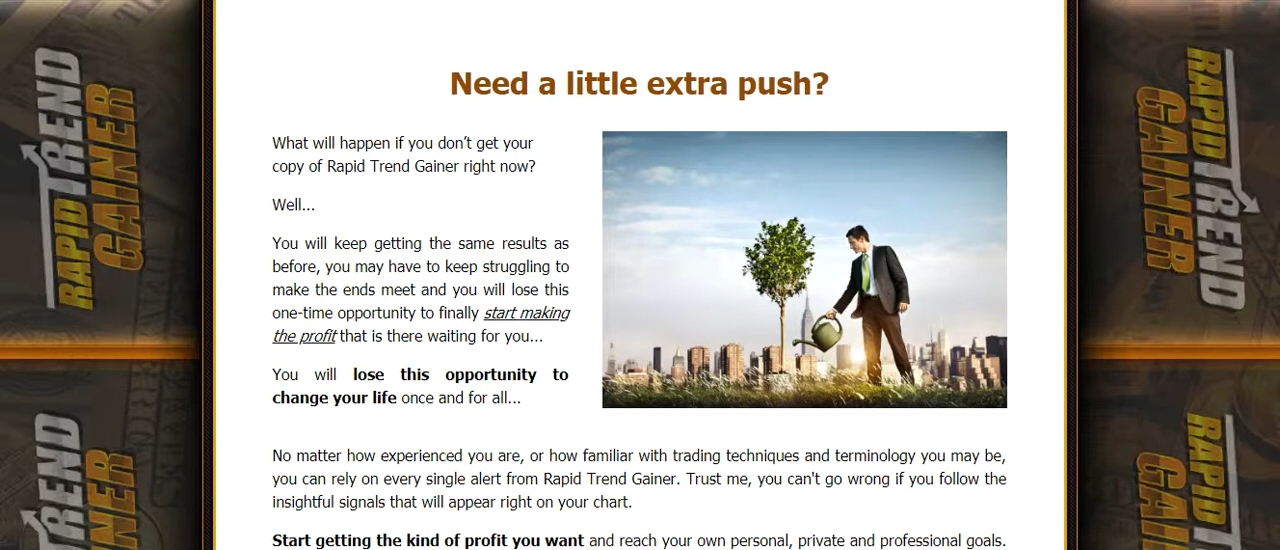 Need a little extra push?
What will happen if you don’t get your
copy of Rapid Trend Gainer right now?
Well...
You will keep getting the same results as
before, you may have to keep struggling to
make the ends meet and you will lose this
one-time opportunity to finally start making
the profit that is there waiting for you...
You will lose this opportunity to
change your life once and for all...
No matter how experienced you are, or how familiar with trading techniques and terminology you may be,
you can rely on every single alert from Rapid Trend Gainer. Trust me, you can't go wrong if you follow the
insightful signals that will appear right on your chart.
Start getting the kind of profit you want and reach your own personal, private and professional goals.
RAPID TREND
GAINER
RAPID TREND
GAINER
TREND
GAINER
RAPID
GAINER